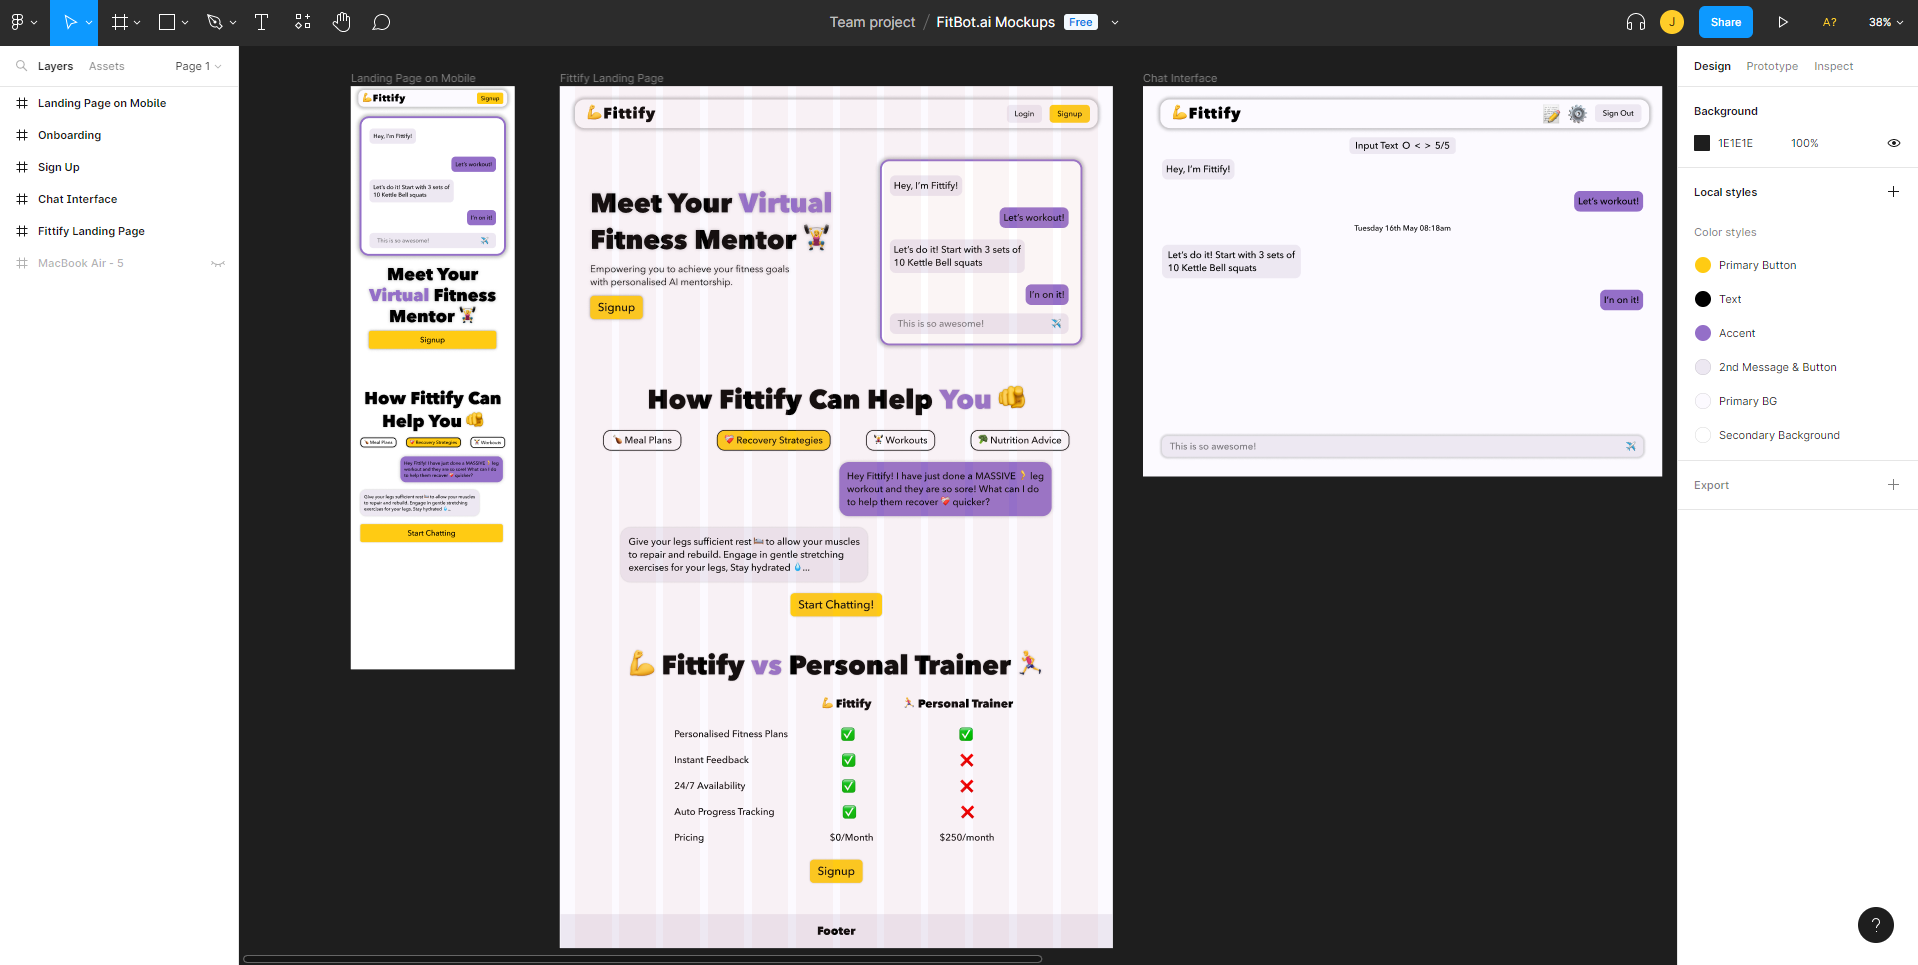 Team project / FitBot.ai Mockups Free
J
Share
A?
38%
Layers
Assets
Page 1
Landing Page on Mobile
Onboarding
Sign Up
Chat Interface
Fittify Landing Page
MacBook Air - 5
Landing Page on Mobile
Fittify
Signup
Hey, I'm Fittify!
Let's workout!
Let's do it! Start with 3 sets of
10 Kettle Bell squats
I'n on it!
This is so awesome!
Meet Your
Virtual Fitness
Mentor
Signup
How Fittify Can
Help You
Meal Plans
Recovery Strategies
Workouts
Hey Fittify! I have just done a MASSIVE leg
workout and they are so sore! What can I do
to help them recover quicker?
Give your legs sufficient rest to allow your muscles
to repair and rebuild. Engage in gentle stretching
exercises for your legs, Stay hydrated ...
Start Chatting
Fittify Landing Page
Fittify
Login
Signup
Meet Your Virtual
Fitness Mentor
Empowering you to achieve your fitness goals
with personalised AI mentorship.
Signup
Hey, I'm Fittify!
Let's workout!
Let's do it! Start with 3 sets of
10 Kettle Bell squats
I'n on it!
This is so awesome!
How Fittify Can Help You
Meal Plans
Recovery Strategies
Workouts
Nutrition Advice
Hey Fittify! I have just done a MASSIVE leg
workout and they are so sore! What can I do
to help them recover quicker?
Give your legs sufficient rest to allow your muscles
to repair and rebuild. Engage in gentle stretching
exercises for your legs, Stay hydrated ...
Start Chatting!
Fittify vs Personal Trainer
Fittify
Personal Trainer
Personalised Fitness Plans
Instant Feedback
24/7 Availability
Auto Progress Tracking
Pricing $0/Month $250/month
Signup
Footer
Chat Interface
Fittify
Sign Out
Input Text O < > 5/5
Hey, I'm Fittify!
Let's workout!
Tuesday 16th May 08:18am
Let's do it! Start with 3 sets of
10 Kettle Bell squats
I'n on it!
This is so awesome!
Design
Prototype
Inspect
Background
1E1E1E 100%
Local styles
Color styles
Primary Button
Text
Accent
2nd Message & Button
Primary BG
Secondary Background
Export
?